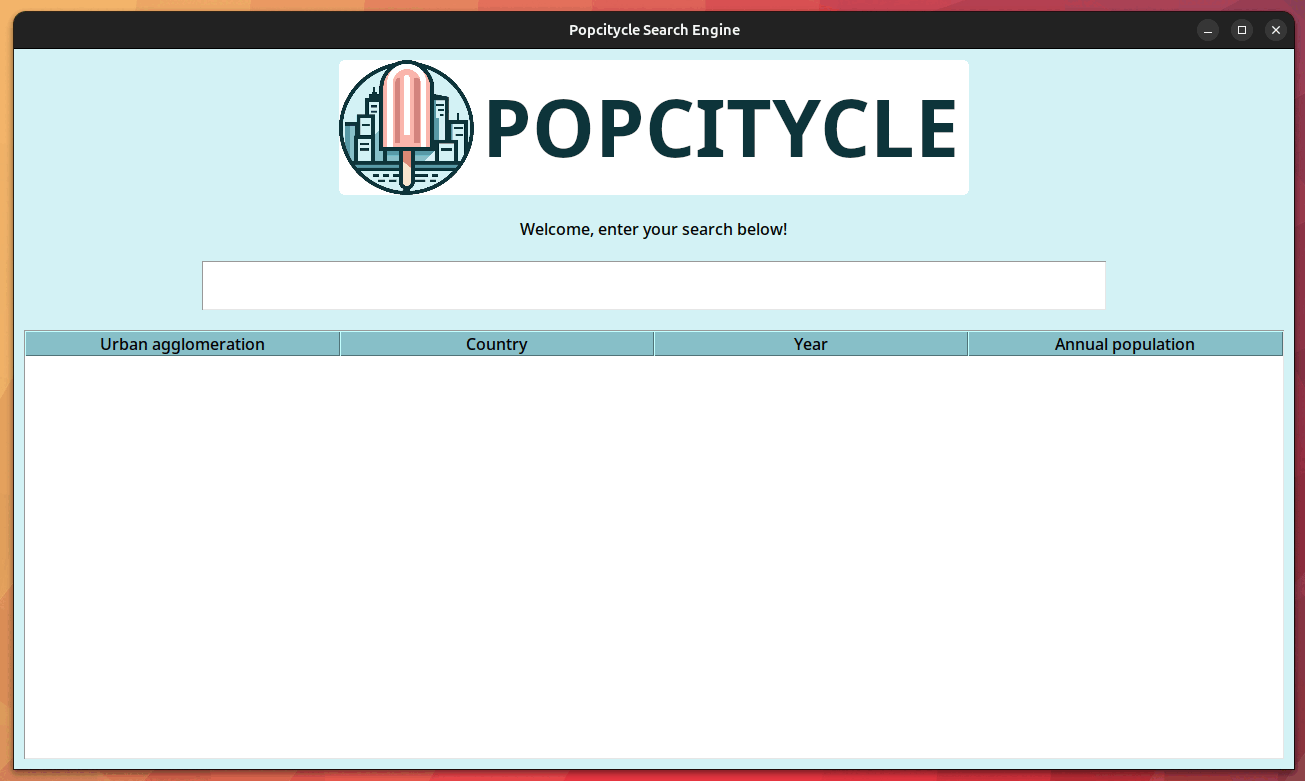 Popcitycle Search Engine
POPCITYCLE
Welcome, enter your search below!
Urban agglomeration Country Year Annual population